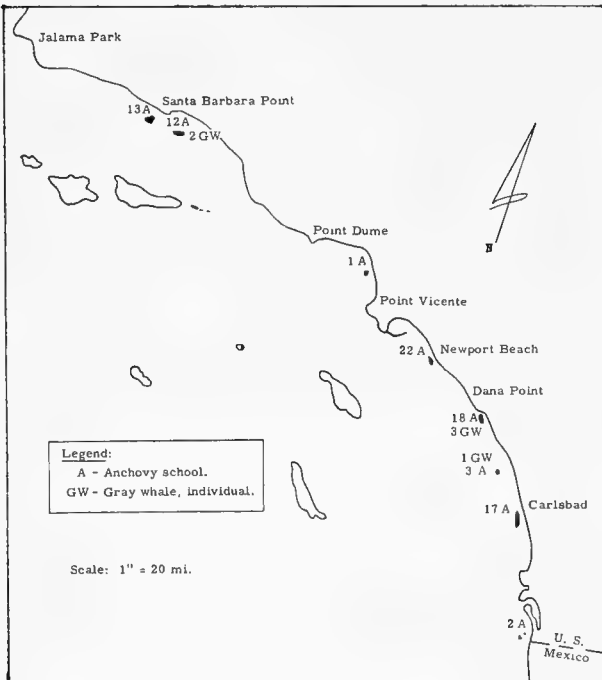 Jalama Park
Santa Barbara Point
13A
12A
2GW
Point Dume
1 A
Point Vicente
22 A
Newport Beach
Dana Point
18 A
3 GW
1 GW
3 A
17 A
Carlsbad
Legend:
A - Anchovy school.
GW - Gray whale, individual.
Scale: 1" = 20 mi.
2 A
U. S.
Mexico
N